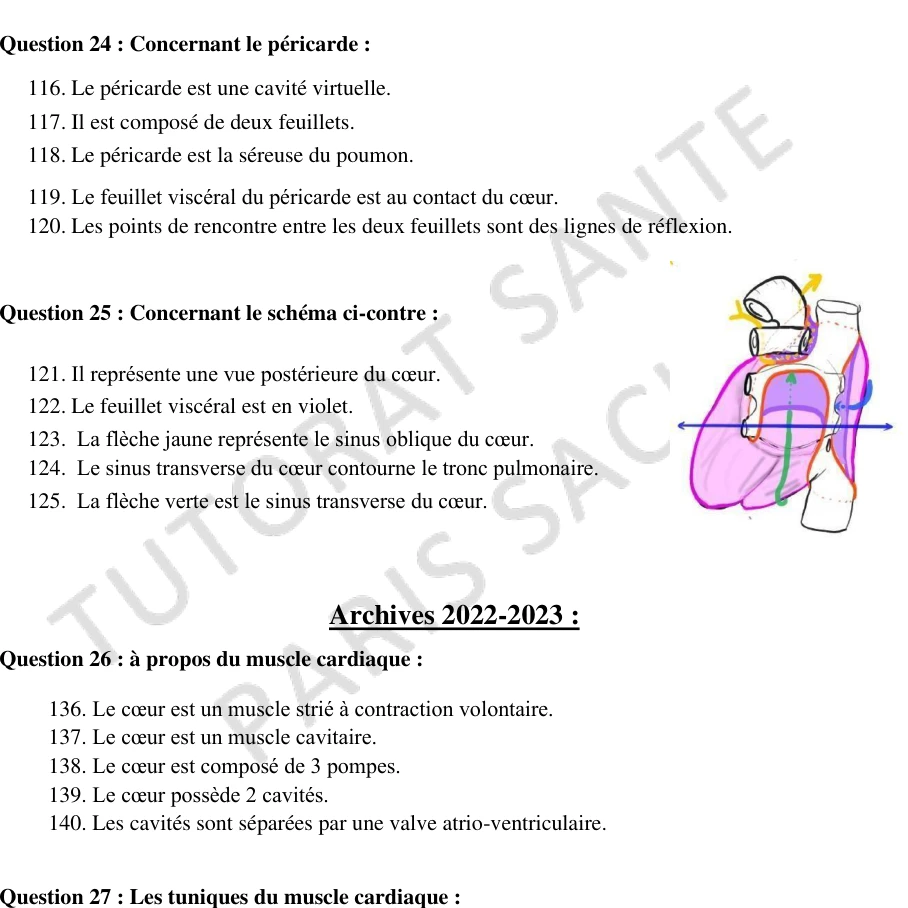 Question 24 : Concernant le péricarde :
116. Le péricarde est une cavité virtuelle.
117. Il est composé de deux feuillets.
118. Le péricarde est la séreuse du poumon.
119. Le feuillet viscéral du péricarde est au contact du cœur.
120. Les points de rencontre entre les deux feuillets sont des lignes de réflexion.
Question 25 : Concernant le schéma ci-contre :
121. Il représente une vue postérieure du cœur.
122. Le feuillet viscéral est en violet.
123. La flèche jaune représente le sinus oblique du cœur.
124. Le sinus transverse du cœur contourne le tronc pulmonaire.
125. La flèche verte est le sinus transverse du cœur.
TUTORAT SANTE
PARIS SAC
Archives 2022-2023 :
Question 26 : à propos du muscle cardiaque :
136. Le cœur est un muscle strié à contraction volontaire.
137. Le cœur est un muscle cavitaire.
138. Le cœur est composé de 3 pompes.
139. Le cœur possède 2 cavités.
140. Les cavités sont séparées par une valve atrio-ventriculaire.
Question 27 : Les tuniques du muscle cardiaque :